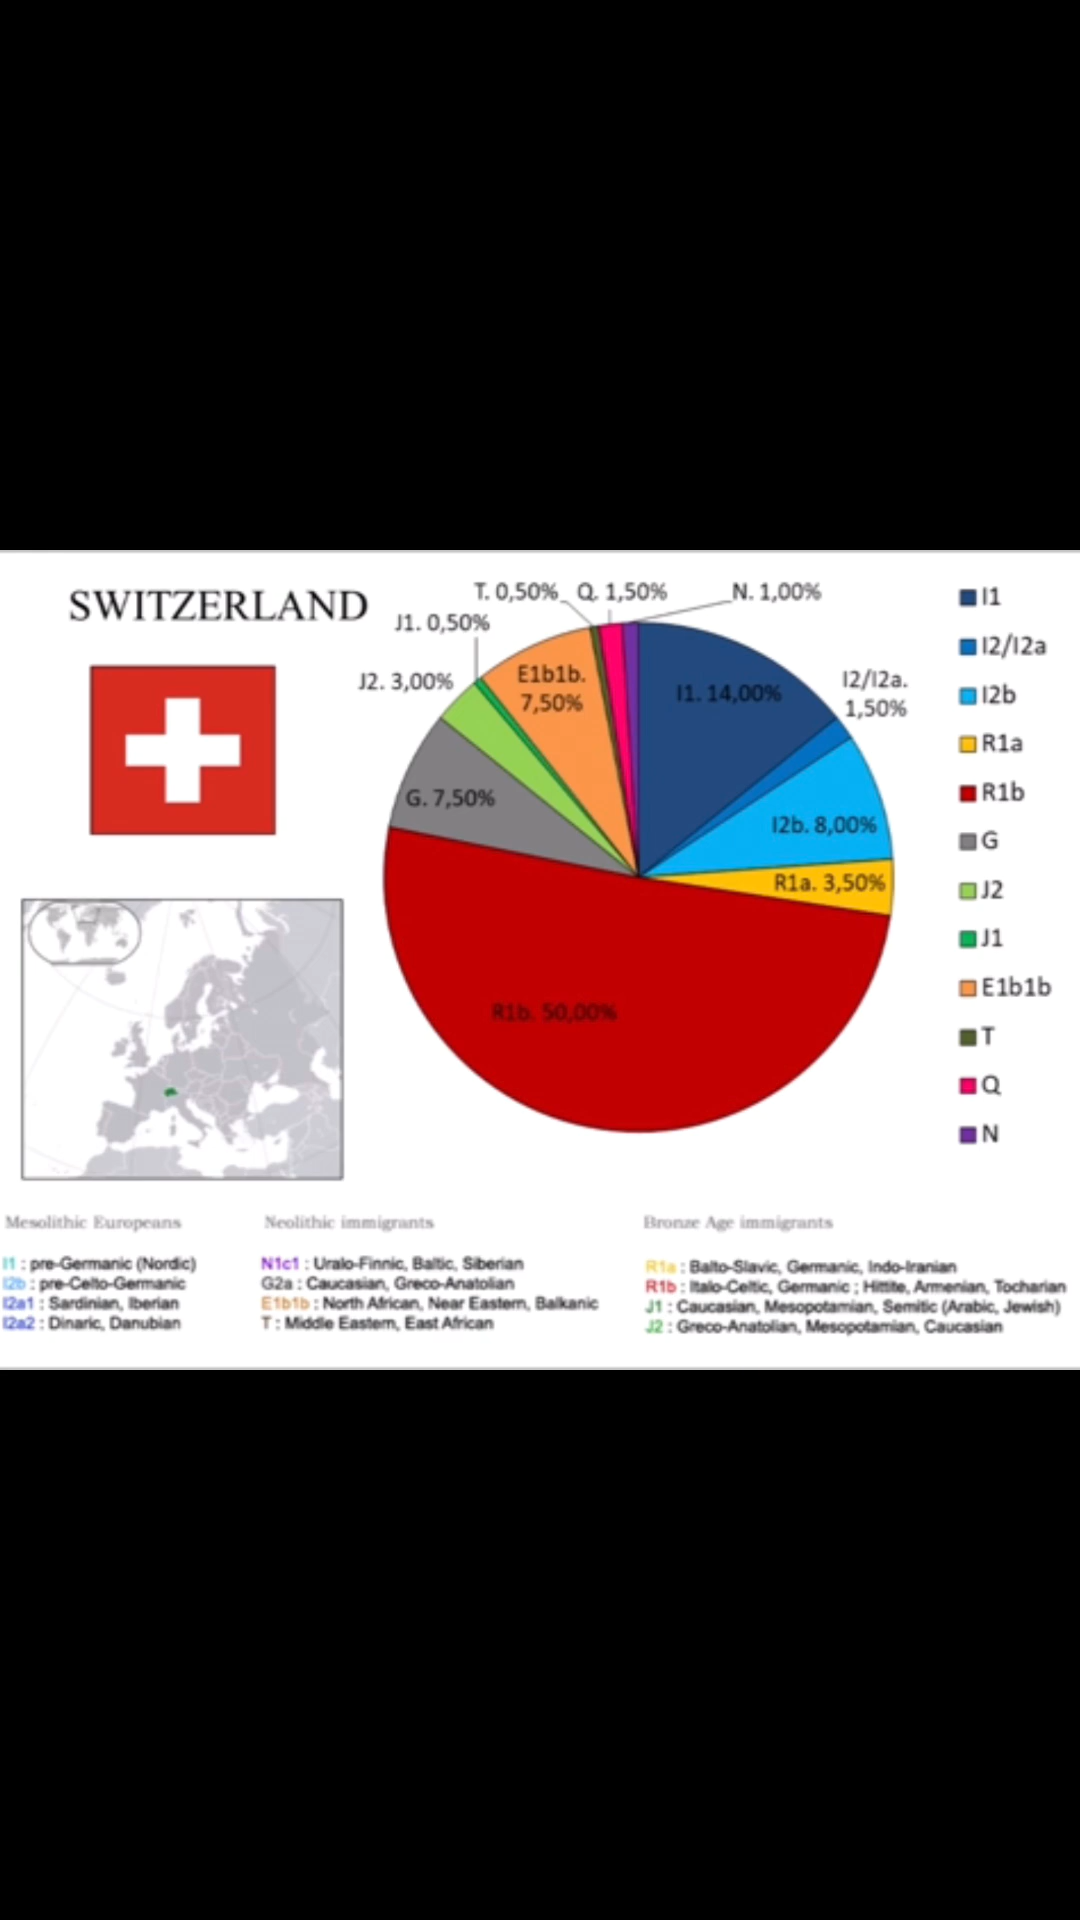 SWITZERLAND
T. 0,50%
Q. 1,50%
N. 1,00%
J1. 0,50%
J2. 3,00%
E1b1b.
7,50%
I1. 14,00%
I2/I2a.
1,50%
G. 7,50%
I2b. 8,00%
R1a. 3,50%
R1b. 50,00%
I1
I2/I2a
I2b
R1a
R1b
G
J2
J1
E1b1b
T
Q
N
Mesolithic Europeans
I1 : pre-Germanic (Nordic)
I2b : pre-Celto-Germanic
I2a1 : Sardinian, Iberian
I2a2 : Dinaric, Danubian
Neolithic immigrants
N1c1 : Uralo-Finnic, Baltic, Siberian
G2a : Caucasian, Greco-Anatolian
E1b1b : North African, Near Eastern, Balkanic
T : Middle Eastern, East African
Bronze Age immigrants
R1a : Balto-Slavic, Germanic, Indo-Iranian
R1b : Italo-Celtic, Germanic ; Hittite, Armenian, Tocharian
J1 : Caucasian, Mesopotamian, Semitic (Arabic, Jewish)
J2 : Greco-Anatolian, Mesopotamian, Caucasian